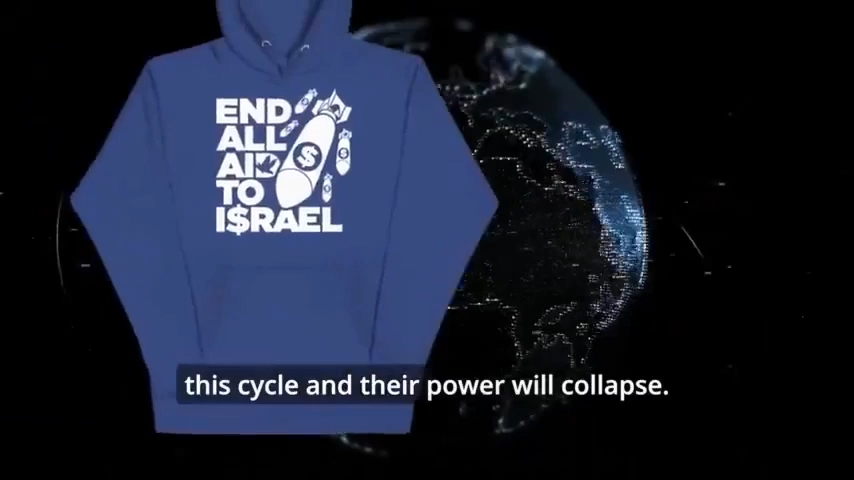 END
ALL
AID
TO
I$RAEL
$
$
this cycle and their power will collapse.